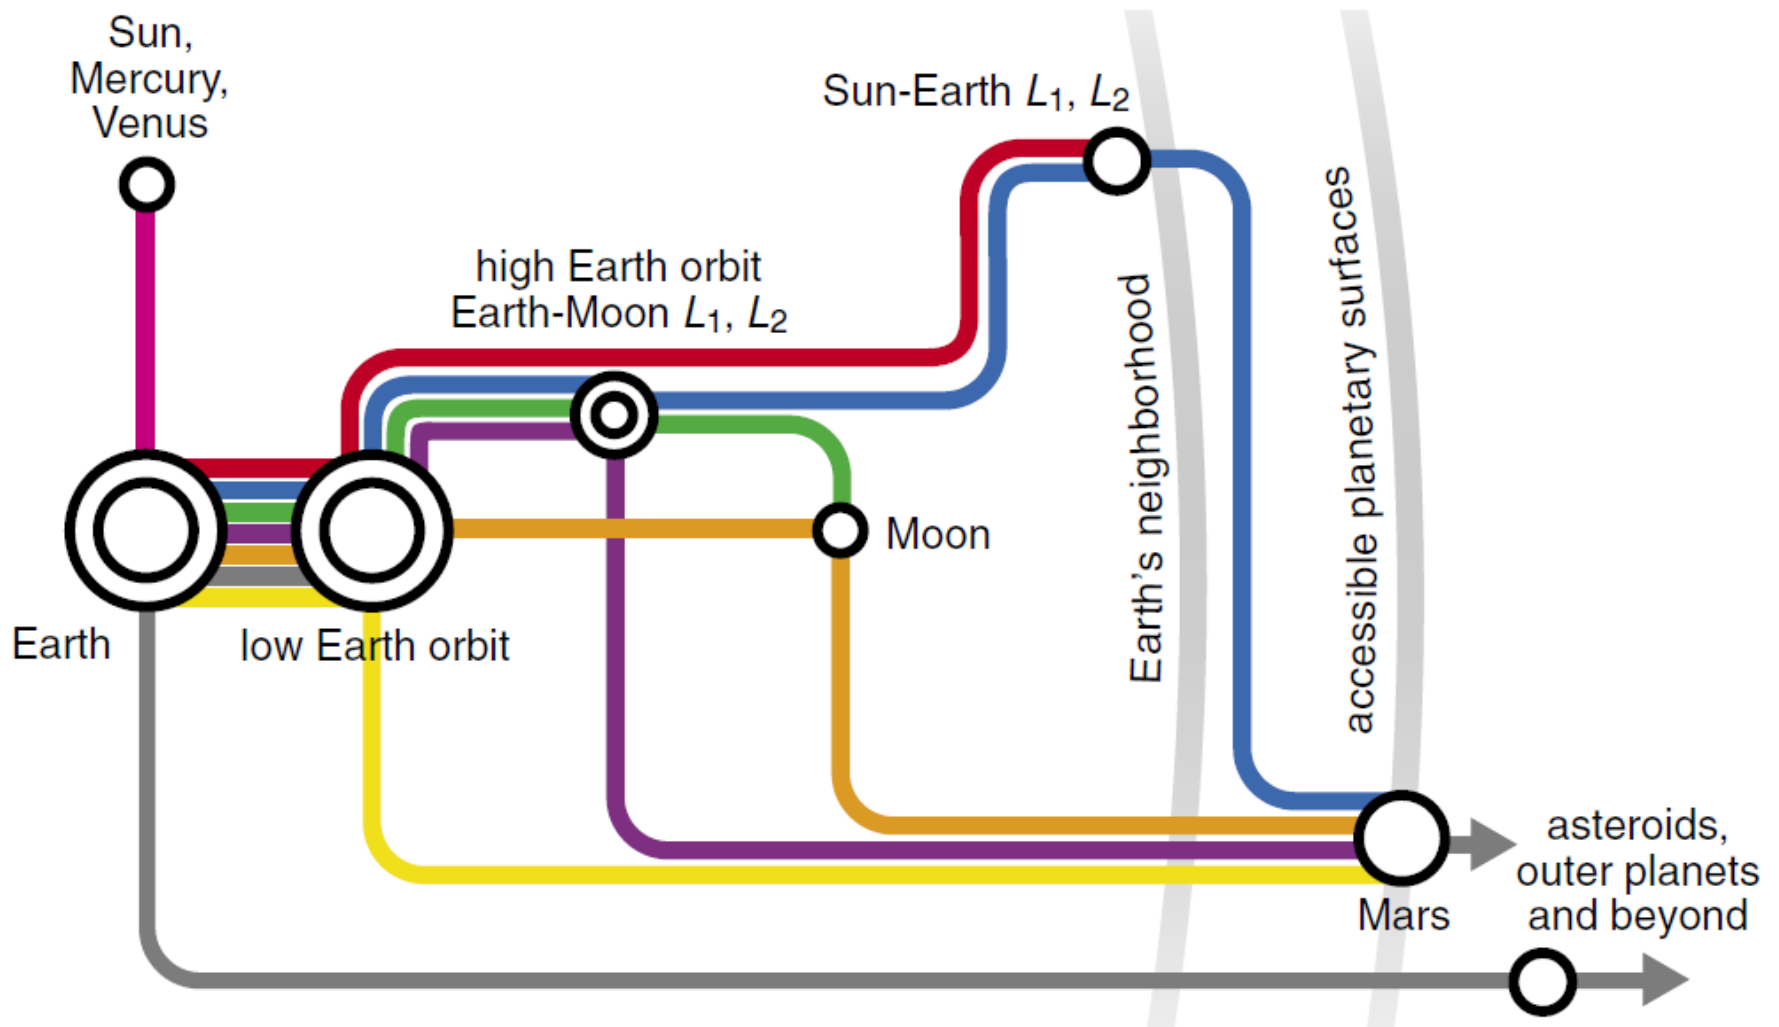 Sun,
Mercury,
Venus
Sun-Earth L1, L2
high Earth orbit
Earth-Moon L1, L2
Earth's neighborhood
accessible planetary surfaces
Moon
Earth
low Earth orbit
asteroids,
outer planets
and beyond
Mars